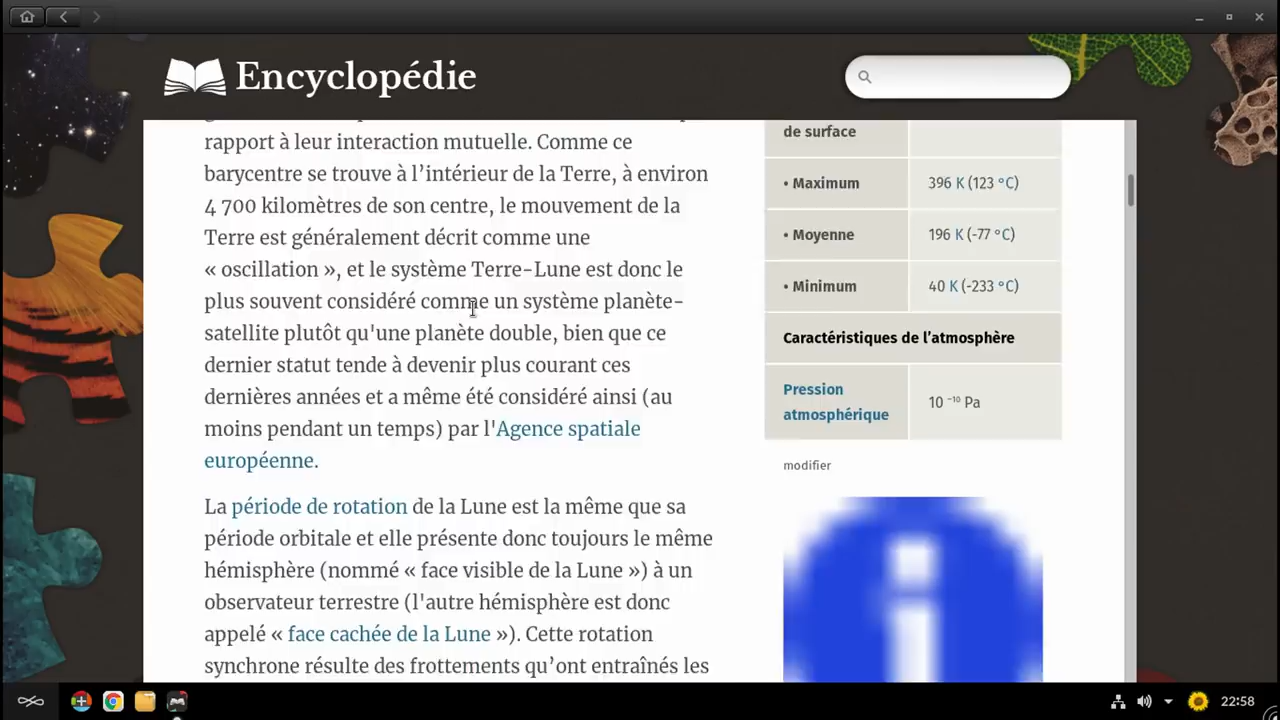 Encyclopédie
rapport à leur interaction mutuelle. Comme ce
barycentre se trouve à l’intérieur de la Terre, à environ
4 700 kilomètres de son centre, le mouvement de la
Terre est généralement décrit comme une
« oscillation », et le système Terre-Lune est donc le
plus souvent considéré comme un système planète-
satellite plutôt qu'une planète double, bien que ce
dernier statut tende à devenir plus courant ces
dernières années et a même été considéré ainsi (au
moins pendant un temps) par l'Agence spatiale
européenne.
La période de rotation de la Lune est la même que sa
période orbitale et elle présente donc toujours le même
hémisphère (nommé « face visible de la Lune ») à un
observateur terrestre (l'autre hémisphère est donc
appelé « face cachée de la Lune »). Cette rotation
synchrone résulte des frottements qu’ont entraînés les
de surface
• Maximum 396 K (123 °C)
• Moyenne 196 K (-77 °C)
• Minimum 40 K (-233 °C)
Caractéristiques de l’atmosphère
Pression
atmosphérique 10 ⁻¹⁰ Pa
modifier
22:58